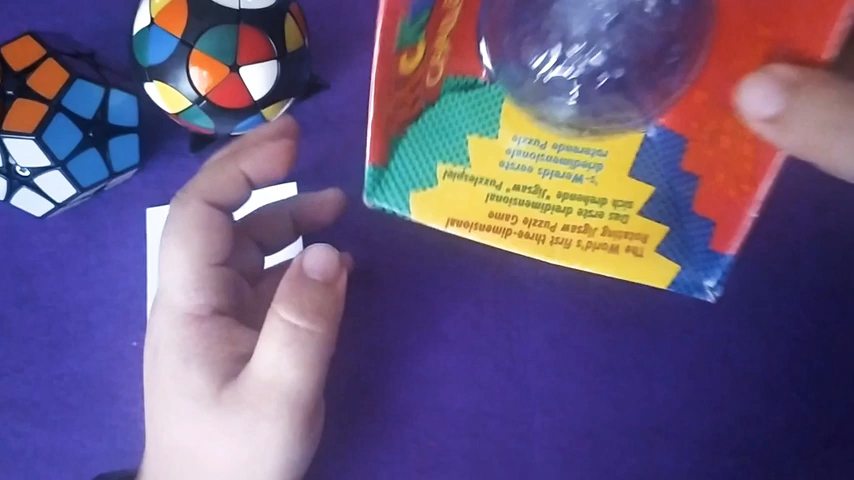 The World's first three-dimensional
Rotating Jigsaw Puzzle Game
Das erste dreidimensional
sich drehende "Jigsaw" Puzzlespiel
's Werelds eerste
driedimensionale
roterende Puzzle